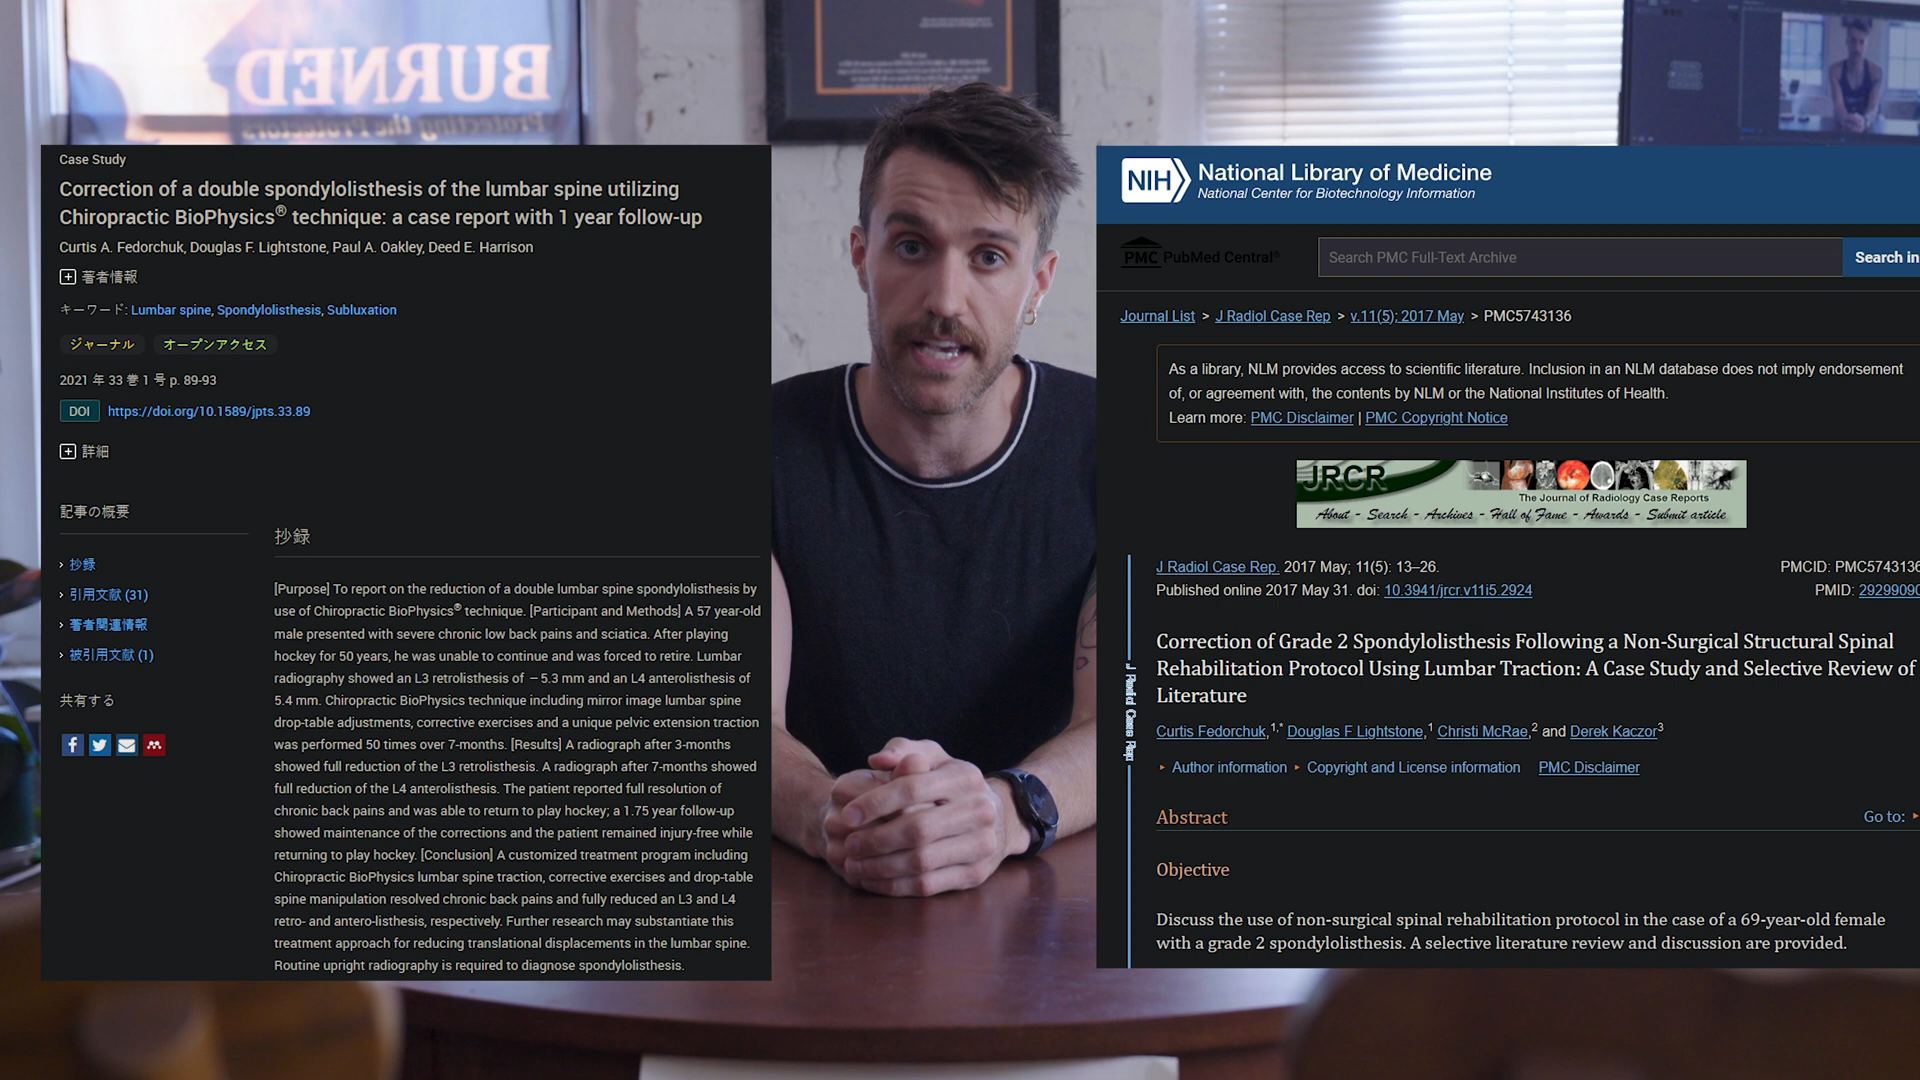 BURNED
Protecting the Protectors
Case Study
Correction of a double spondylolisthesis of the lumbar spine utilizing
Chiropractic BioPhysics® technique: a case report with 1 year follow-up
Curtis A. Fedorchuk, Douglas F. Lightstone, Paul A. Oakley, Deed E. Harrison
著者情報
キーワード: Lumbar spine, Spondylolisthesis, Subluxation
ジャーナル オープンアクセス
2021 年 33 巻 1 号 p. 89-93
DOI https://doi.org/10.1589/jpts.33.89
詳細
記事の概要
抄録
引用文献 (31)
著者関連情報
被引用文献 (1)
共有する
抄録
[Purpose] To report on the reduction of a double lumbar spine spondylolisthesis by
use of Chiropractic BioPhysics® technique. [Participant and Methods] A 57 year-old
male presented with severe chronic low back pains and sciatica. After playing
hockey for 50 years, he was unable to continue and was forced to retire. Lumbar
radiography showed an L3 retrolisthesis of −5.3 mm and an L4 anterolisthesis of
5.4 mm. Chiropractic BioPhysics technique including mirror image lumbar spine
drop-table adjustments, corrective exercises and a unique pelvic extension traction
was performed 50 times over 7-months. [Results] A radiograph after 3-months
showed full reduction of the L3 retrolisthesis. A radiograph after 7-months showed
full reduction of the L4 anterolisthesis. The patient reported full resolution of
chronic back pains and was able to return to play hockey; a 1.75 year follow-up
showed maintenance of the corrections and the patient remained injury-free while
returning to play hockey. [Conclusion] A customized treatment program including
Chiropractic BioPhysics lumbar spine traction, corrective exercises and drop-table
spine manipulation resolved chronic back pains and fully reduced an L3 and L4
retro- and antero-listhesis, respectively. Further research may substantiate this
treatment approach for reducing translational displacements in the lumbar spine.
Routine upright radiography is required to diagnose spondylolisthesis.
NIH National Library of Medicine
National Center for Biotechnology Information
PMC PubMed Central®
Search PMC Full-Text Archive
Search in
Journal List > J Radiol Case Rep > v.11(5); 2017 May > PMC5743136
As a library, NLM provides access to scientific literature. Inclusion in an NLM database does not imply endorsement
of, or agreement with, the contents by NLM or the National Institutes of Health.
Learn more: PMC Disclaimer | PMC Copyright Notice
JRCR
The Journal of Radiology Case Reports
About - Search - Archives - Hall of Fame - Awards - Submit article
J Radiol Case Rep. 2017 May; 11(5): 13–26.
PMCID: PMC5743136
Published online 2017 May 31. doi: 10.3941/jrcr.v11i5.2924
PMID: 29299090
J Radiol Case Rep
Correction of Grade 2 Spondylolisthesis Following a Non-Surgical Structural Spinal
Rehabilitation Protocol Using Lumbar Traction: A Case Study and Selective Review of
Literature
Curtis Fedorchuk,1,* Douglas F Lightstone,1 Christi McRae,2 and Derek Kaczor3
Author information Copyright and License information PMC Disclaimer
Abstract
Go to:
Objective
Discuss the use of non-surgical spinal rehabilitation protocol in the case of a 69-year-old female
with a grade 2 spondylolisthesis. A selective literature review and discussion are provided.